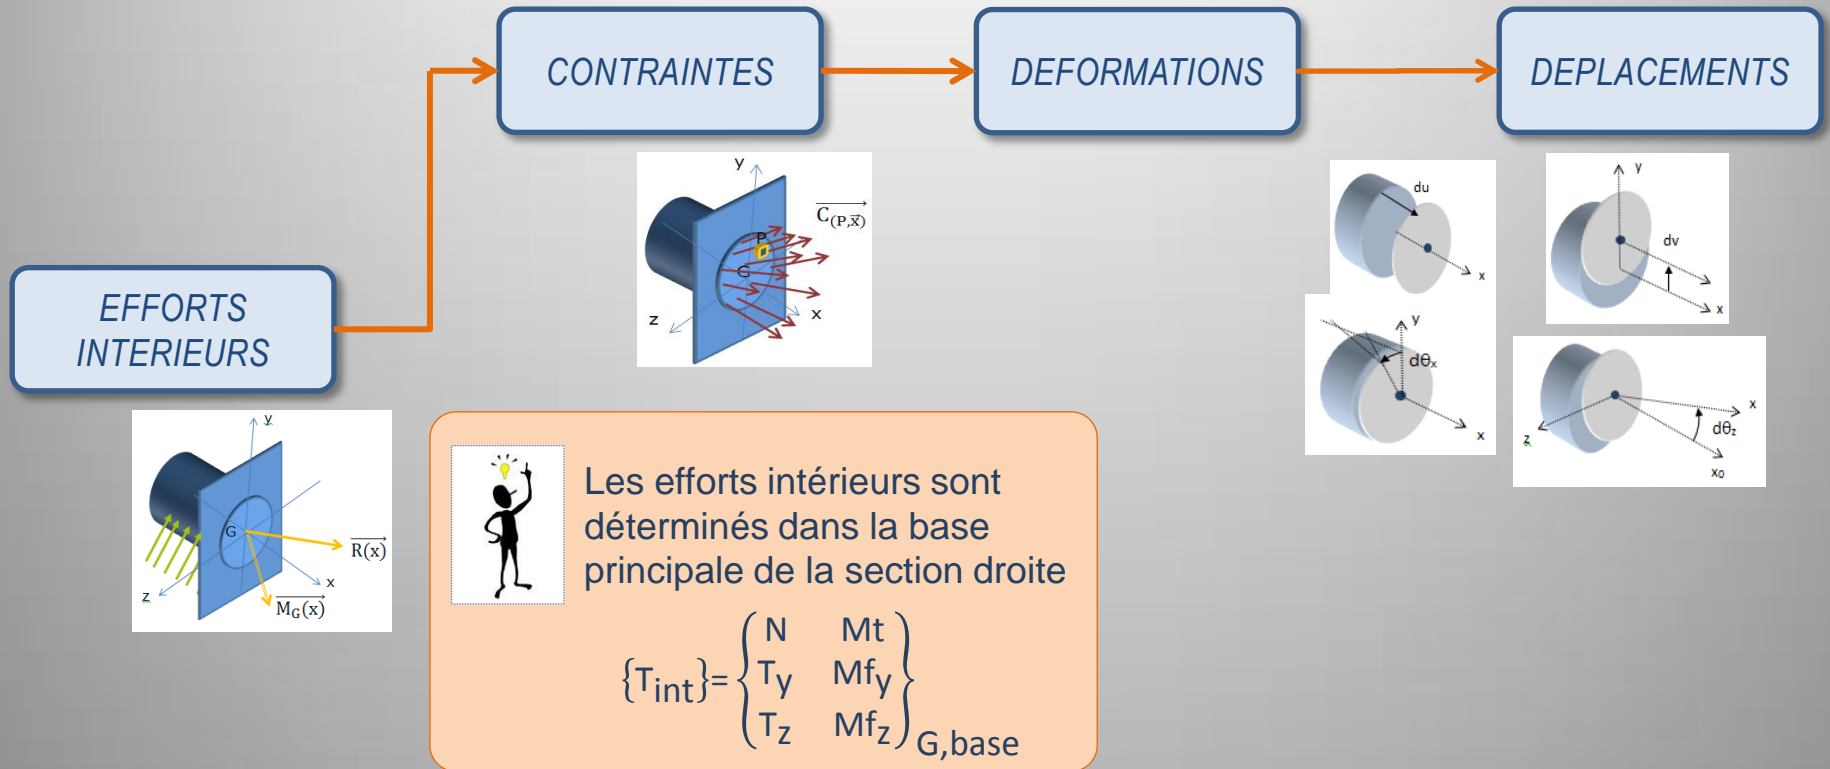 CONTRAINTES
DEFORMATIONS
DEPLACEMENTS
EFFORTS
INTERIEURS
y
C(P,x⃗)
P
G
z
x
du
x
y
dv
x
y
dθx
x
x
dθz
z
x0
y
G
R(x)
x
z
MG(x)
Les efforts intérieurs sont
déterminés dans la base
principale de la section droite
N Mt
{Tint}= Ty Mfy
Tz Mfz G,base